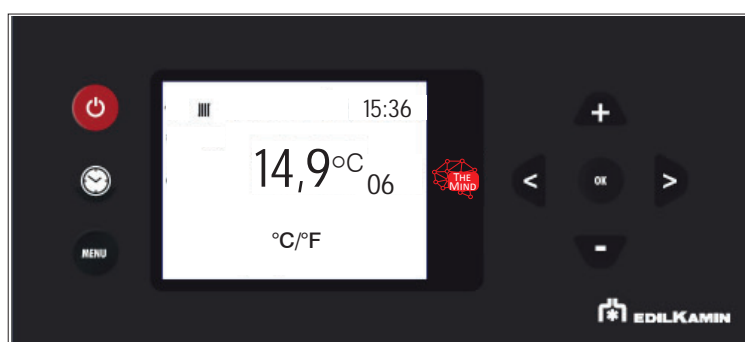 15:36
14,9°C
06
°C/°F
THE
MIND
MENU
+
<
OK
>
-
EDILKAMIN